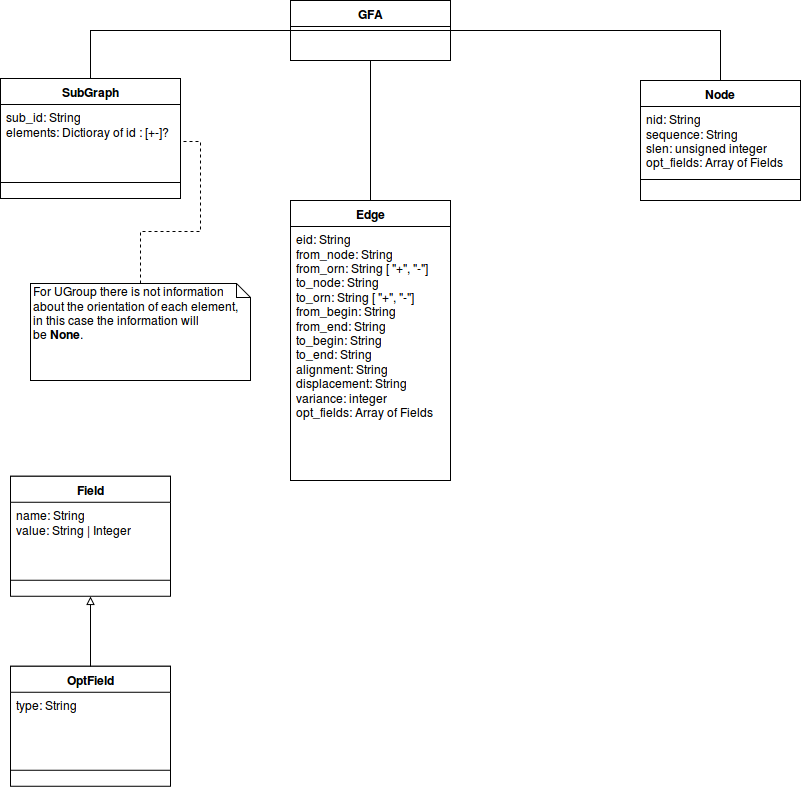 GFA
SubGraph
sub_id: String
elements: Dictioray of id : [+-]?
Node
nid: String
sequence: String
slen: unsigned integer
opt_fields: Array of Fields
Edge
eid: String
from_node: String
from_orn: String [ "+", "-"]
to_node: String
to_orn: String [ "+", "-"]
from_begin: String
from_end: String
to_begin: String
to_end: String
alignment: String
displacement: String
variance: integer
opt_fields: Array of Fields
For UGroup there is not information
about the orientation of each element,
in this case the information will
be None.
Field
name: String
value: String | Integer
OptField
type: String